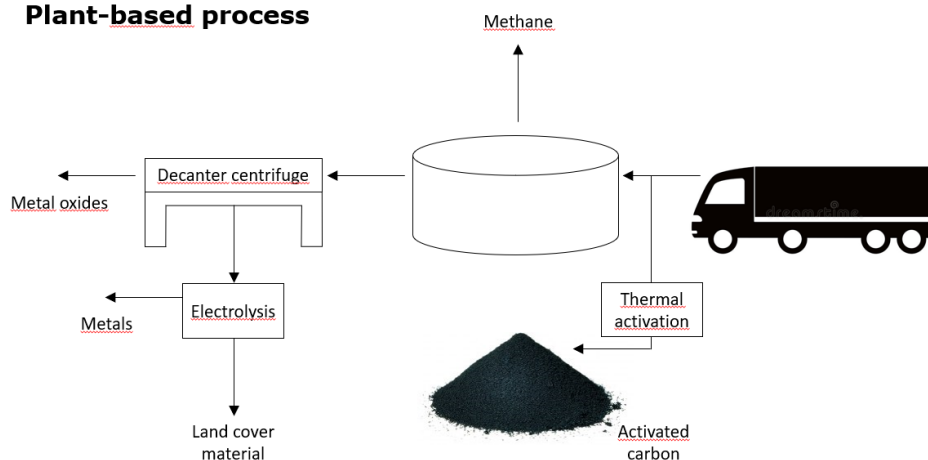 Plant-based process
Methane
Decanter centrifuge
Metal oxides
Thermal
activation
Electrolysis
Metals
Land cover
material
Activated
carbon
dreamstime